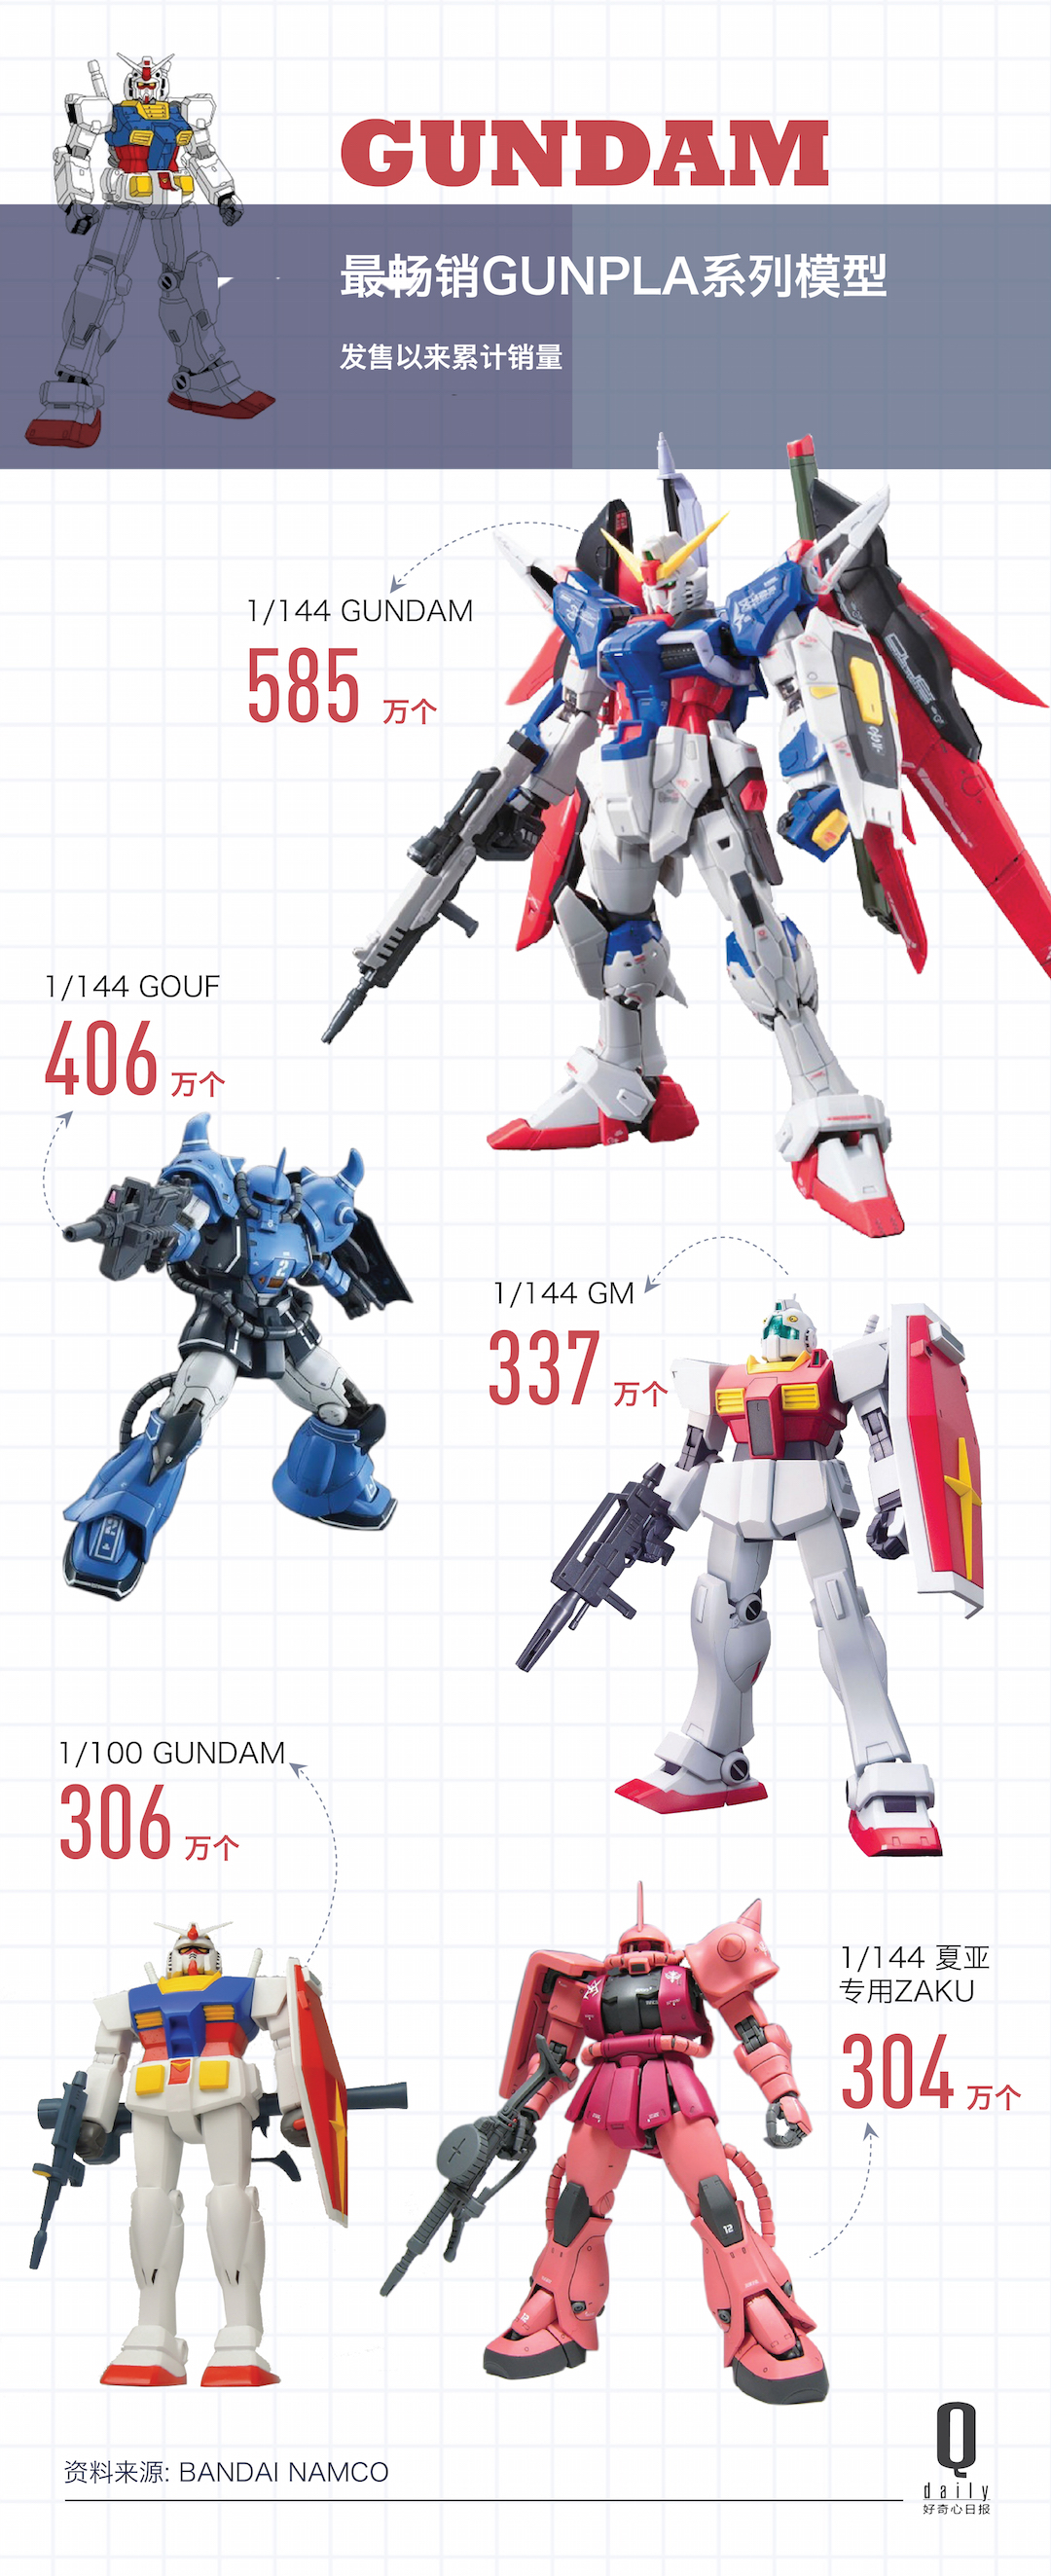 GUNDAM
最畅销GUNPLA系列模型
发售以来累计销量
1/144 GUNDAM
585 万个
1/144 GOUF
406 万个
1/144 GM
337 万个
1/100 GUNDAM
306 万个
1/144 夏亚
专用ZAKU
304 万个
资料来源: BANDAI NAMCO
Q
daily
好奇心日报